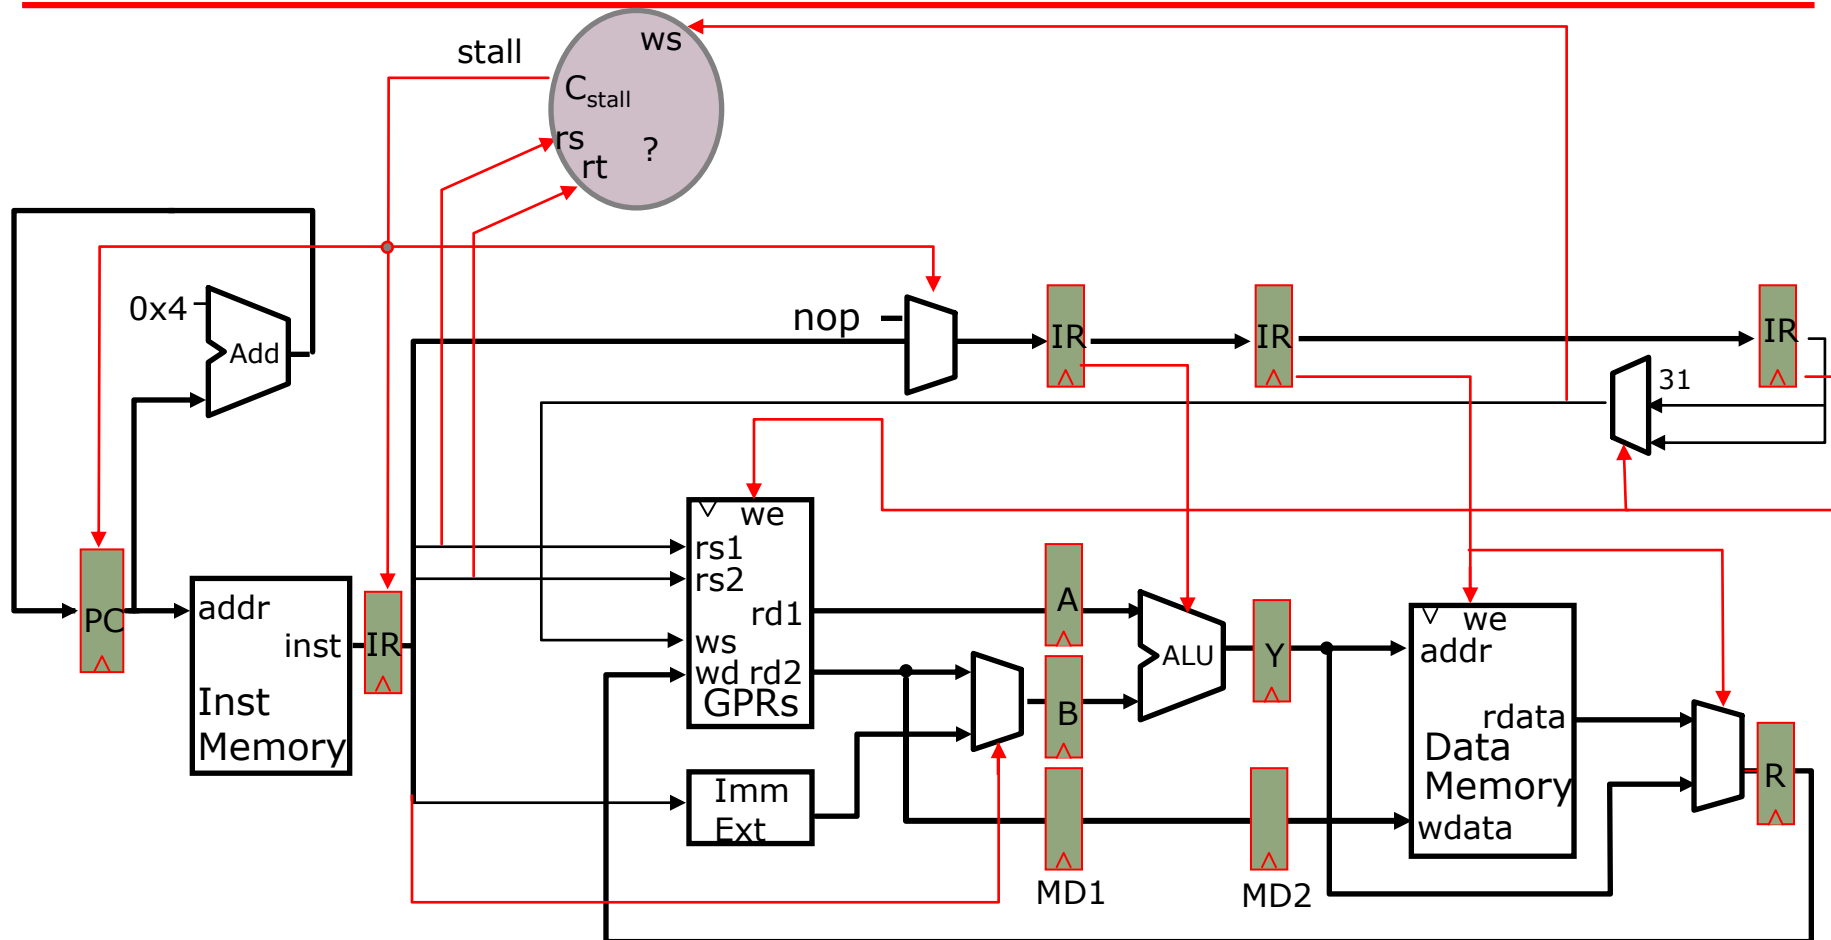 ws
stall
C_stall
rs
rt
?
0x4
Add
nop
IR
IR
IR
31
we
rs1
rs2
rd1
ws
wd rd2
GPRs
A
B
ALU
Y
PC
addr
inst
Inst
Memory
IR
we
addr
rdata
Data
Memory
wdata
R
Imm
Ext
MD1
MD2